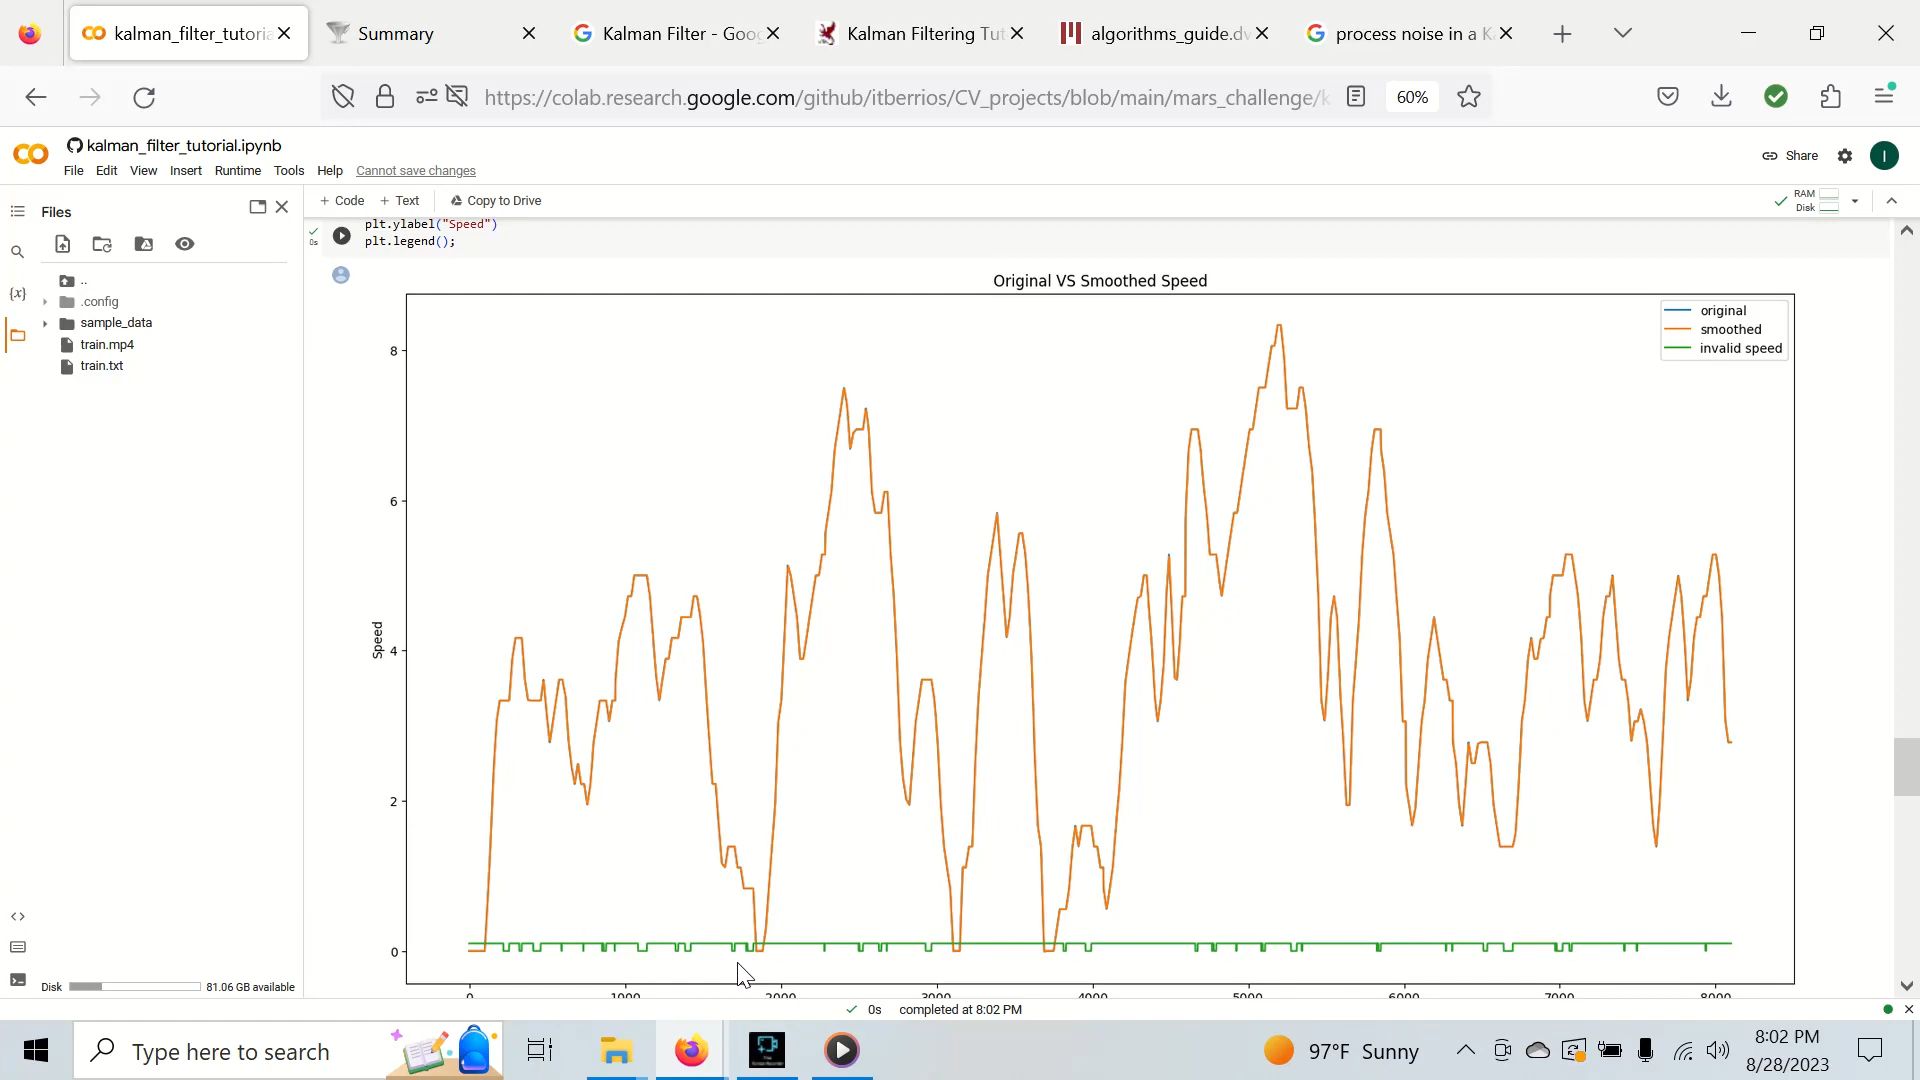 kalman_filter_tutoria
Summary
Kalman Filter - Goog
Kalman Filtering Tut
algorithms_guide.dv
process noise in a Ka
https://colab.research.google.com/github/itberrios/CV_projects/blob/main/mars_challenge/k
60%
kalman_filter_tutorial.ipynb
File Edit View Insert Runtime Tools Help Cannot save changes
Share
I
Files
+ Code + Text Copy to Drive
RAM
Disk
..
.config
sample_data
train.mp4
train.txt
{x}
0s
plt.ylabel("Speed")
plt.legend();
Original VS Smoothed Speed
original
smoothed
invalid speed
Speed
8
6
4
2
0
0 1000 2000 3000 4000 5000 6000 7000 8000
Disk 81.06 GB available
0s completed at 8:02 PM
Type here to search
97°F Sunny
8:02 PM
8/28/2023